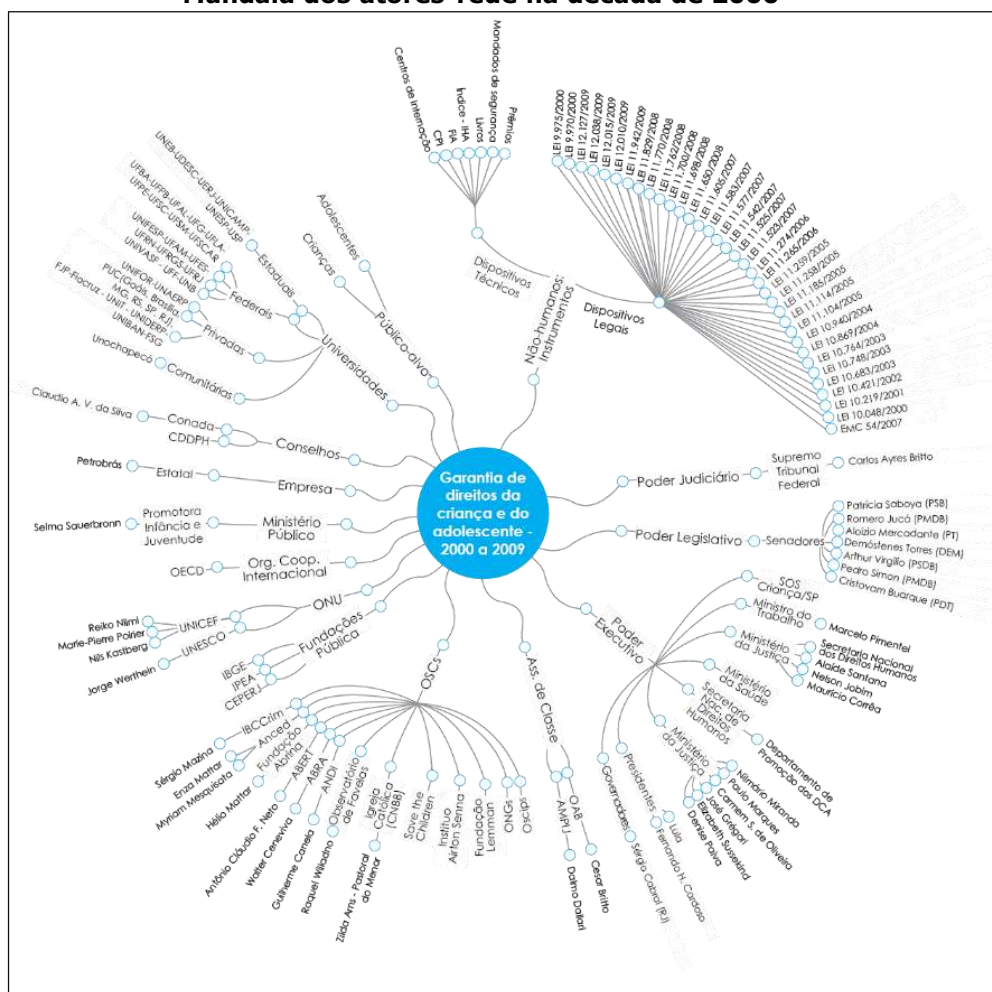 Mandala dos atores-rede na década de 2000
Centros de Internação
CPI
FIA
Índice - IHA
Livros
Mandados de segurança
Prêmios
Dispositivos
Técnicos
Não-humanos:
Instrumentos
Dispositivos
Legais
LEI 9.975/2000
LEI 9.970/2000
LEI 12.127/2009
LEI 12.038/2009
LEI 12.015/2009
LEI 12.010/2009
LEI 11.942/2009
LEI 11.829/2008
LEI 11.770/2008
LEI 11.762/2008
LEI 11.700/2008
LEI 11.698/2008
LEI 11.650/2008
LEI 11.605/2007
LEI 11.583/2007
LEI 11.577/2007
LEI 11.542/2007
LEI 11.525/2007
LEI 11.523/2007
LEI 11.274/2006
LEI 11.265/2006
LEI 11.259/2005
LEI 11.258/2005
LEI 11.185/2005
LEI 11.114/2005
LEI 11.104/2005
LEI 10.940/2004
LEI 10.869/2004
LEI 10.764/2003
LEI 10.748/2003
LEI 10.683/2003
LEI 10.421/2002
LEI 10.219/2001
LEI 10.048/2000
EMC 54/2007
Adolescentes
Crianças
Público-alvo
UNEB-UDESC-UERJ-UNICAMP-
UNESP-USP
Estaduais
UFBA-UFPB-UFAL-UFG-UFLA-
UFPE-UFSC-UFSM-UFSCAR
UNIFESP-UFAM-UFES-
UFRN-UFRGS-UFRJ
UNIVASF - UFF-UNB
Federais
UNIFOR-UNAERP
PUC(Goiás, Brasília,
MG, RS, SP, RJ)
FJP-Fiocruz - UNIT - UNIDERP-
UNIBAN-FSG
Privadas
Unochapecó
Comunitárias
Universidades
Claudio A. V. da Silva
Conada
CDDPH
Conselhos
Petrobrás
Estatal
Empresa
Selma Sauerbronn
Promotora
Infância e
Juventude
Ministério
Público
OECD
Org. Coop.
Internacional
Reiko Niimi
Marie-Pierre Poirier
Nils Kastberg
UNICEF
Jorge Werthein
UNESCO
ONU
IBGE
IPEA
CEPERJ
Fundações
Pública
Garantia de
direitos da
criança e do
adolescente -
2000 a 2009
Poder Judiciário
Supremo
Tribunal
Federal
Carlos Ayres Britto
Poder Legislativo
Senadores
Patrícia Saboya (PSB)
Romero Jucá (PMDB)
Aloizio Mercadante (PT)
Demóstenes Torres (DEM)
Arthur Virgílio (PSDB)
Pedro Simon (PMDB)
Cristovam Buarque (PDT)
Poder
Executivo
SOS
Criança/SP
Ministro do
Trabalho
Marcelo Pimentel
Ministério
da Justiça
Secretaria Nacional
dos Direitos Humanos
Alaíde Santana
Nelson Jobim
Maurício Corrêa
Ministério
da Saúde
Secretaria
Nac. de
Direitos
Humanos
Departamento de
Promoção dos DCA
Ministério
da Justiça
Nilmário Miranda
Paulo Marques
Carmem S. de Oliveira
José Grégori
Elizabeth Sussekind
Denise Paiva
Presidentes
Lula
Fernando H. Cardoso
Governadores
Sérgio Cabral (RJ)
Ass. de Classe
OAB
Cesar Britto
AMPLI
Dalmo Dallari
OSCs
IBCCrim
Sérgio Mazina
Anced
Enza Mattar
Myriam Mesquisata
Fundação
Abrinq
Hélio Mattar
ABERT
Antônio Cláudio F. Neto
ABRA
Walter Ceneviva
ANDI
Guilherme Canela
Observatório
de Favelas
Raquel Willadino
Igreja
Católica
(CNBB)
Zilda Arns - Pastoral
do Menor
Save the
Children
Instituo
Airton Senna
Fundação
Lemman
ONGs
Oscips